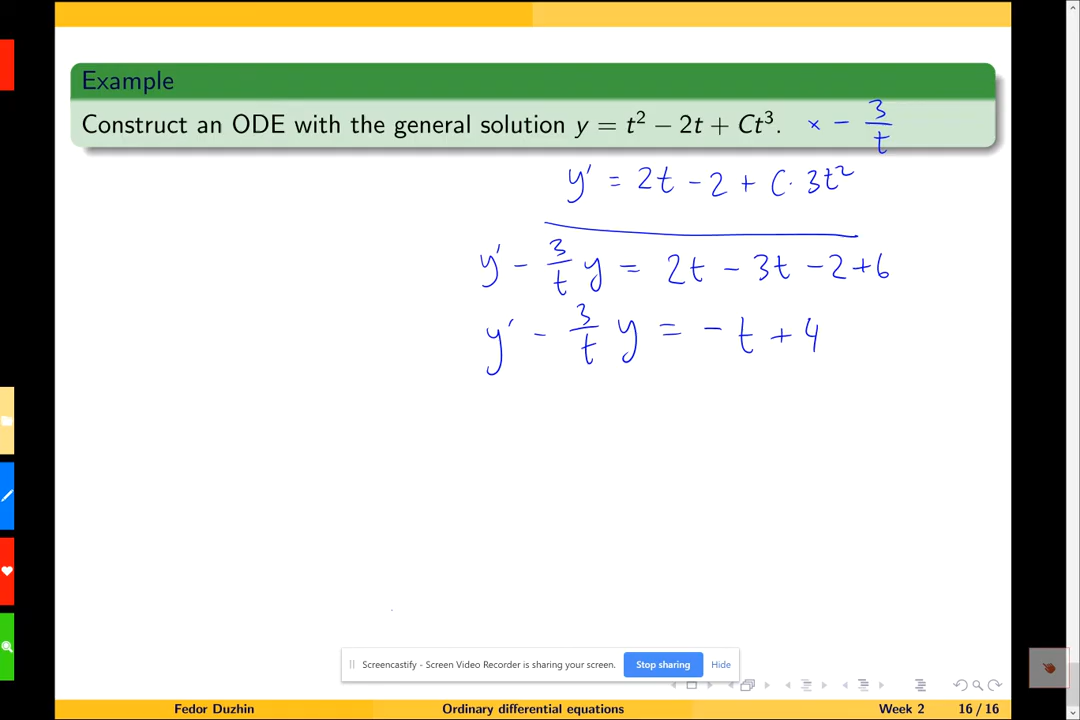 Example
Construct an ODE with the general solution y = t² − 2t + Ct³. × − 3/t
y' = 2t − 2 + C · 3t²
y' − 3/t y = 2t − 3t − 2 + 6
y' − 3/t y = − t + 4
Screencastify - Screen Video Recorder is sharing your screen. Stop sharing Hide
Fedor Duzhin Ordinary differential equations Week 2 16 / 16